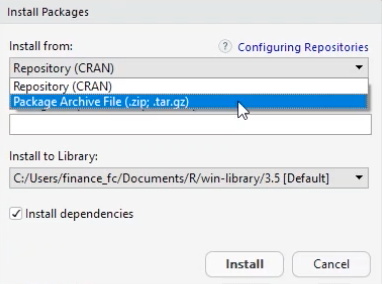 Install Packages
Install from:
? Configuring Repositories
Repository (CRAN)
Repository (CRAN)
Package Archive File (.zip; .tar.gz)
Install to Library:
C:/Users/finance_fc/Documents/R/win-library/3.5 [Default]
Install dependencies
Install
Cancel